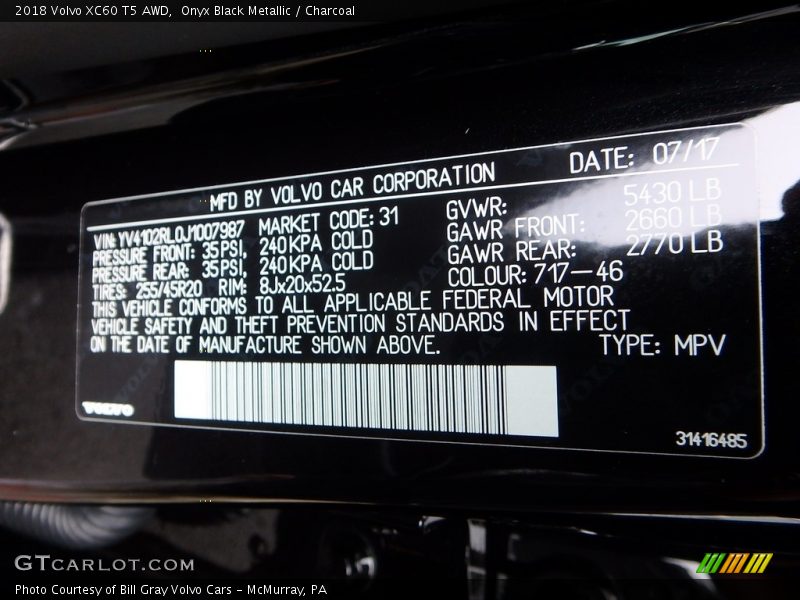 2018 Volvo XC60 T5 AWD,  Onyx Black Metallic / Charcoal
MFD BY VOLVO CAR CORPORATION DATE: 07/17
VIN: YV4102RL0J1007987 MARKET CODE: 31 GVWR: 5430 LB
PRESSURE FRONT: 35PSI, 240 KPA COLD GAWR FRONT: 2660 LB
PRESSURE REAR: 35PSI, 240 KPA COLD GAWR REAR: 2770 LB
TIRES: 255/45R20 RIM: 8Jx20x52.5 COLOUR: 717-46
THIS VEHICLE CONFORMS TO ALL APPLICABLE FEDERAL MOTOR
VEHICLE SAFETY AND THEFT PREVENTION STANDARDS IN EFFECT
ON THE DATE OF MANUFACTURE SHOWN ABOVE. TYPE: MPV
VOLVO
31416485
GTCARLOT.COM
Photo Courtesy of Bill Gray Volvo Cars - McMurray, PA